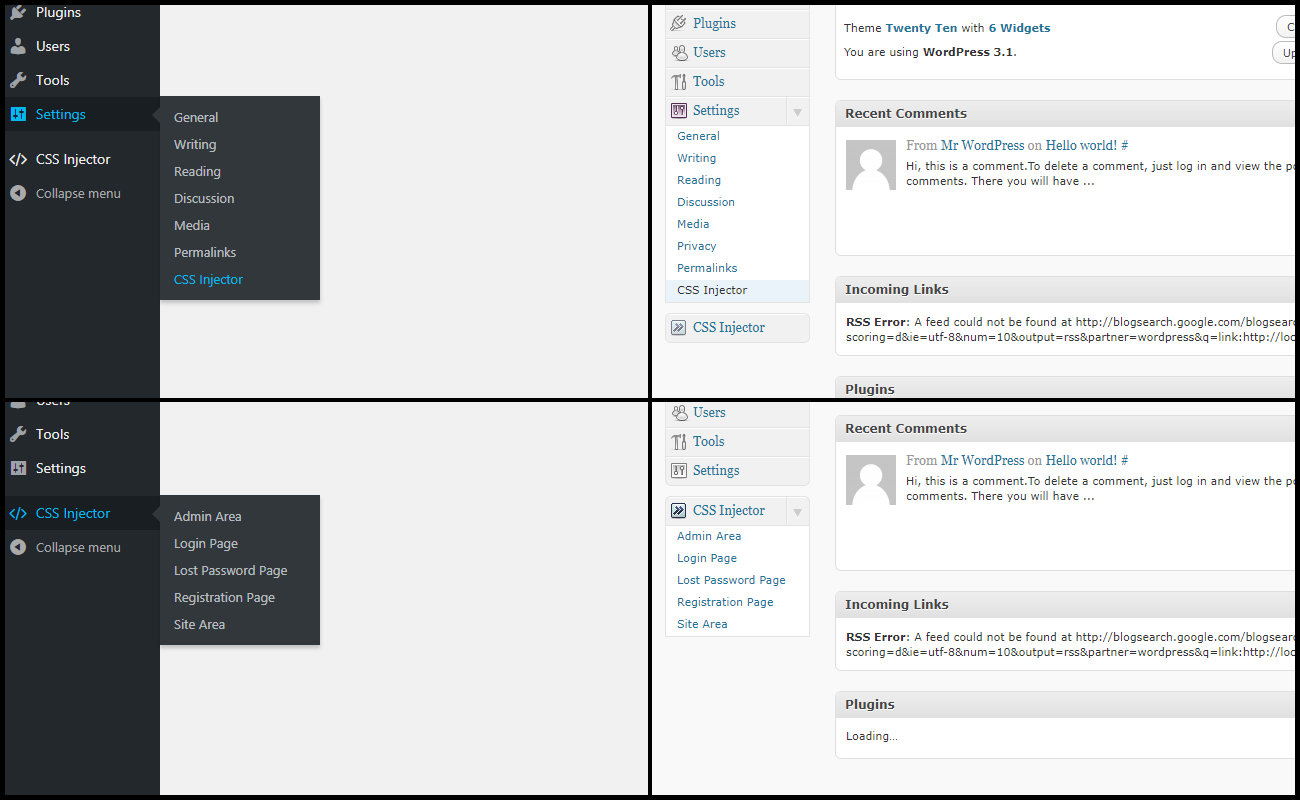 Plugins
Users
Tools
Settings
General
Writing
Reading
Discussion
Media
Permalinks
CSS Injector
CSS Injector
Collapse menu
Plugins
Users
Tools
Settings
General
Writing
Reading
Discussion
Media
Privacy
Permalinks
CSS Injector
CSS Injector
Theme Twenty Ten with 6 Widgets
You are using WordPress 3.1.
Up
Recent Comments
From Mr WordPress on Hello world! #
Hi, this is a comment.To delete a comment, just log in and view the
comments. There you will have ...
Incoming Links
RSS Error: A feed could not be found at http://blogsearch.google.com/blogsear
scoring=d&ie=utf-8&num=10&output=rss&partner=wordpress&q=link:http://loc
Plugins
Users
Tools
Settings
CSS Injector
Admin Area
Login Page
Lost Password Page
Registration Page
Site Area
Collapse menu
Users
Tools
Settings
CSS Injector
Admin Area
Login Page
Lost Password Page
Registration Page
Site Area
Recent Comments
From Mr WordPress on Hello world! #
Hi, this is a comment.To delete a comment, just log in and view the
comments. There you will have ...
Incoming Links
RSS Error: A feed could not be found at http://blogsearch.google.com/blogsear
scoring=d&ie=utf-8&num=10&output=rss&partner=wordpress&q=link:http://loc
Plugins
Loading...